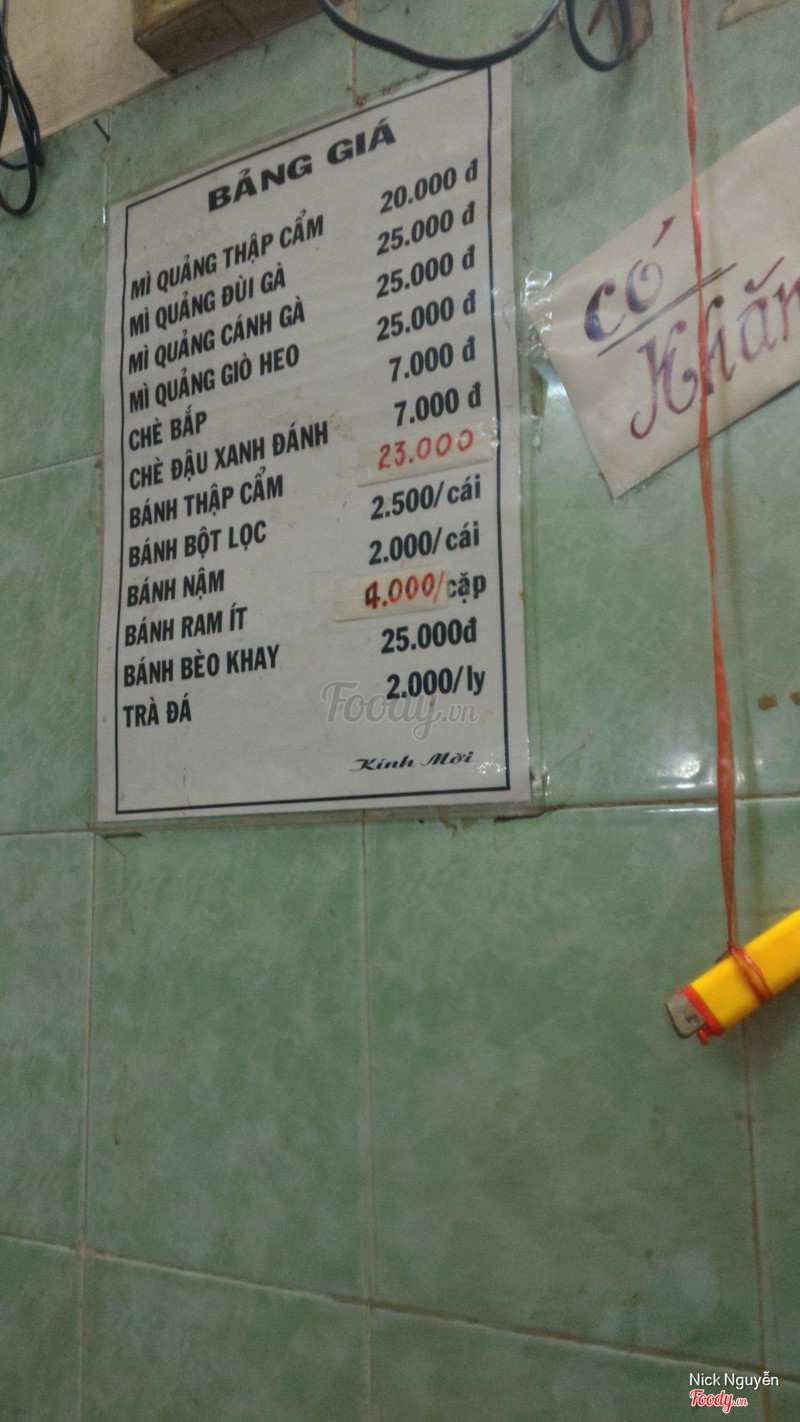 BẢNG GIÁ
MÌ QUẢNG THẬP CẨM 20.000 đ
MÌ QUẢNG ĐÙI GÀ 25.000 đ
MÌ QUẢNG CÁNH GÀ 25.000 đ
MÌ QUẢNG GIÒ HEO 25.000 đ
CHÈ BẮP 7.000 đ
CHÈ ĐẬU XANH ĐÁNH 7.000 đ
BÁNH THẬP CẨM 23.000
BÁNH BỘT LỌC 2.500/cái
BÁNH NẬM 2.000/cái
BÁNH RAM ÍT 4.000/cặp
BÁNH BÈO KHAY 25.000đ
TRÀ ĐÁ 2.000/ly
Foody.vn
Kính Mời
CÓ
Khăn
Nick Nguyễn
Foody.vn